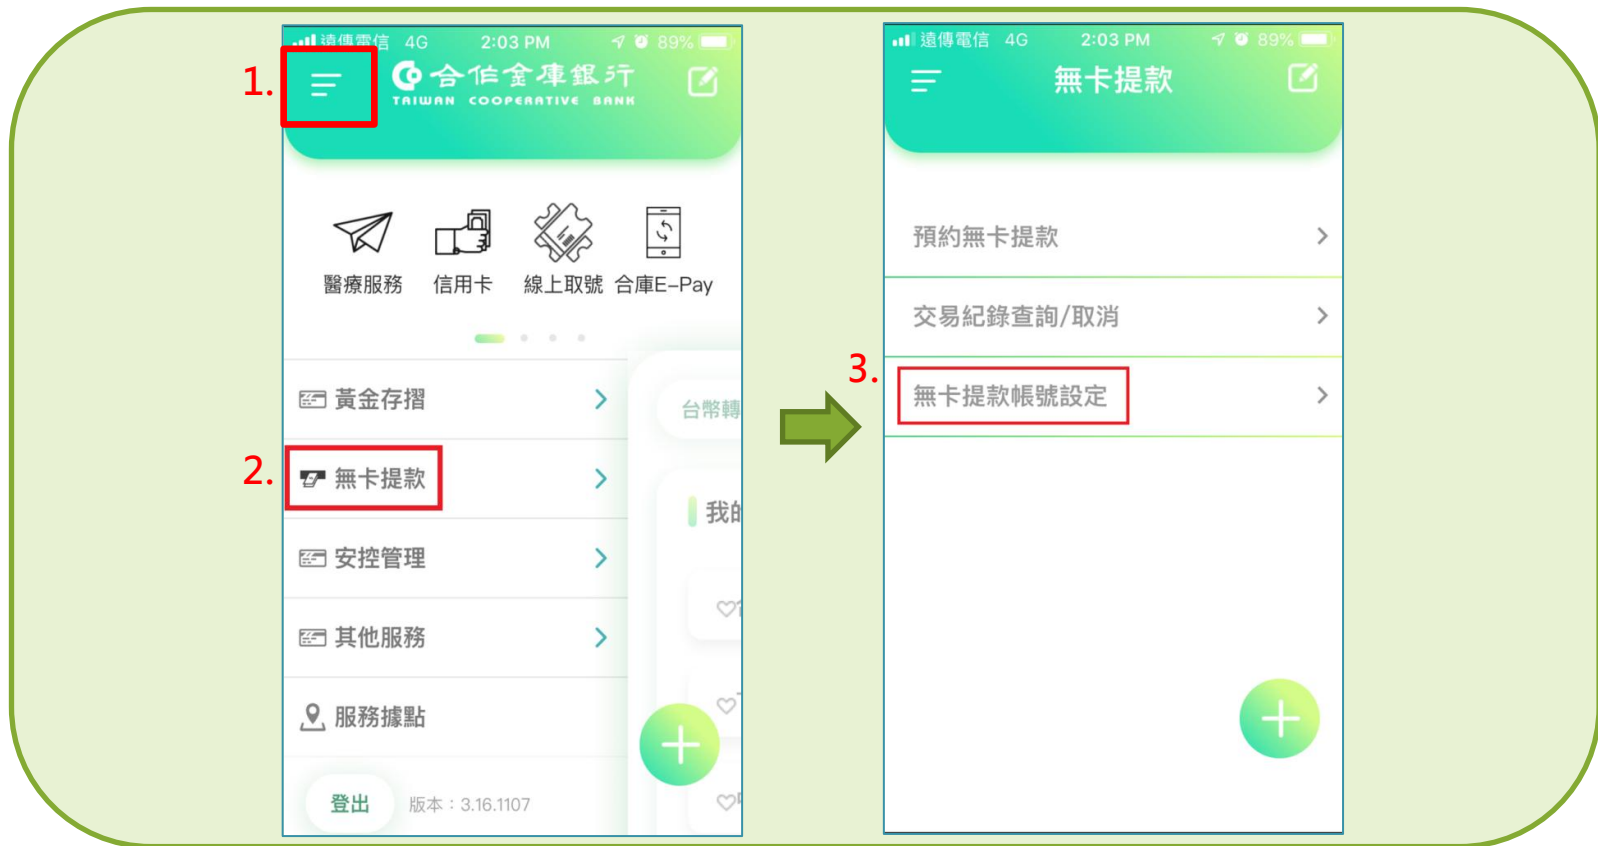 1.
遠傳電信 4G 2:03 PM 89%
合作金庫銀行
TAIWAN COOPERATIVE BANK
醫療服務 信用卡 線上取號 合庫E-Pay
黃金存摺
台幣轉
2.
無卡提款
我的
安控管理
其他服務
服務據點
登出 版本：3.16.1107
遠傳電信 4G 2:03 PM 89%
無卡提款
預約無卡提款
交易紀錄查詢/取消
3.
無卡提款帳號設定